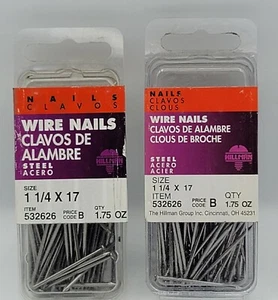 NAILS
CLAVOS
WIRE NAILS
CLAVOS DE
ALAMBRE
HILLMAN
STEEL
ACERO
SIZE
1 1/4 X 17
ITEM
532626
PRICE
CODE
B
QTY
1.75 OZ
NAILS
CLAVOS
CLOUS
WIRE NAILS
CLAVOS DE ALAMBRE
CLOUS DE BROCHE
HILLMAN
STEEL
ACERO
ACIER
SIZE
1 1/4 X 17
ITEM
532626
PRICE
CODE
B
QTY
1.75 OZ
The Hillman Group Inc. Cincinnati, OH 45231